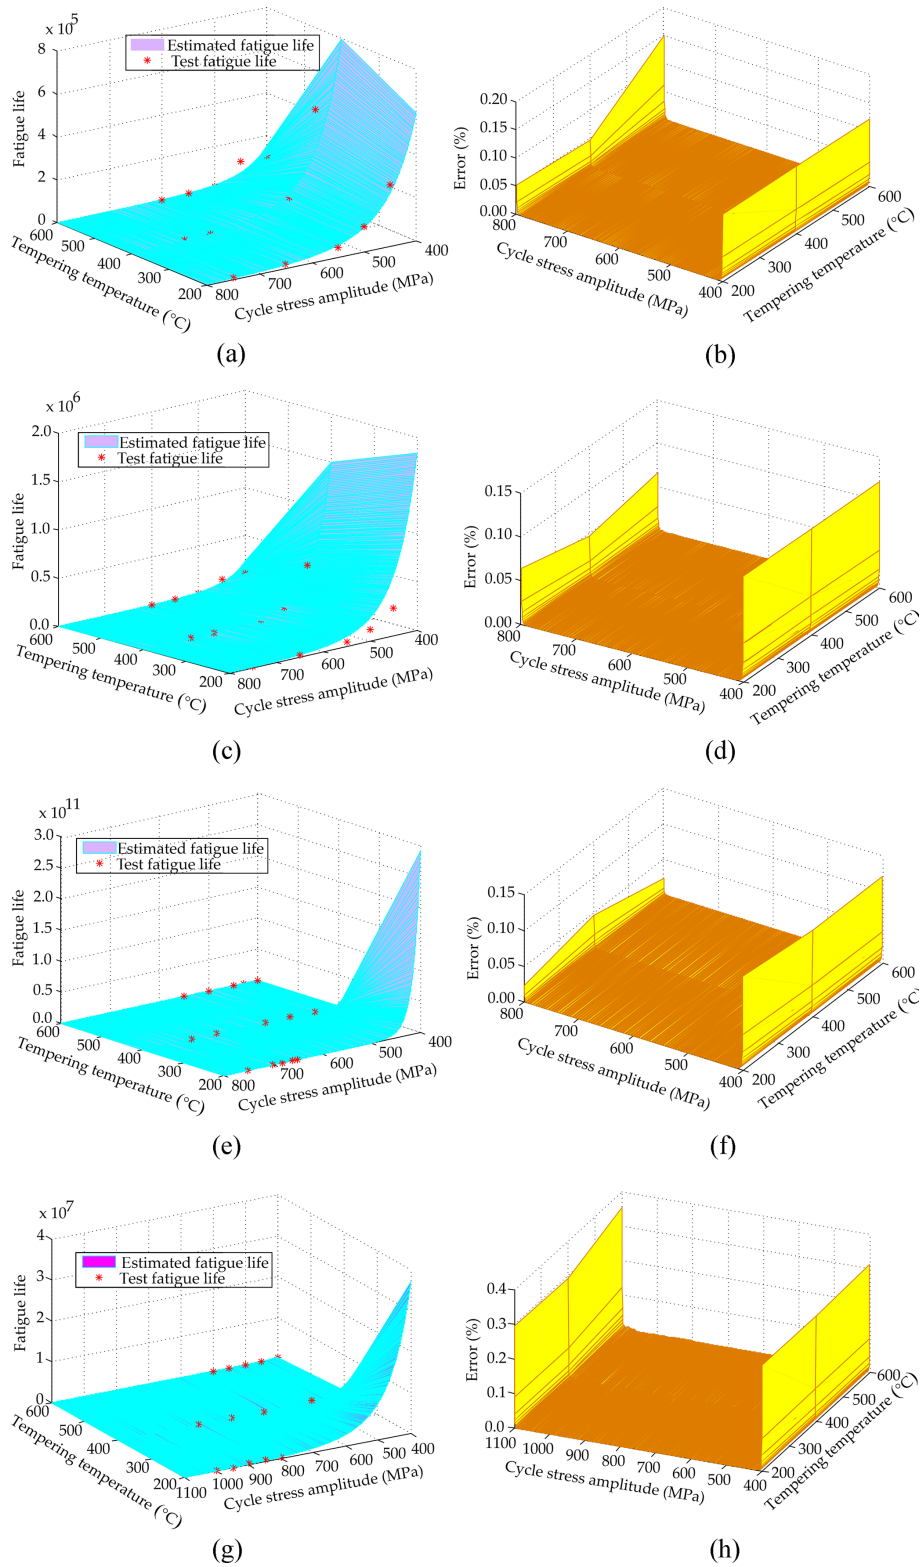 x 10^5
8
6
4
2
0
Fatigue life
Estimated fatigue life
Test fatigue life
600
500
400
300
200
Tempering temperature (°C)
800
700
600
500
400
Cycle stress amplitude (MPa)
(a)
0.20
0.15
0.10
0.05
0.00
Error (%)
800
700
600
500
400
Cycle stress amplitude (MPa)
200
300
400
500
600
Tempering temperature (°C)
(b)
x 10^6
2.0
1.5
1.0
0.5
0.0
Fatigue life
Estimated fatigue life
Test fatigue life
600
500
400
300
200
Tempering temperature (°C)
800
700
600
500
400
Cycle stress amplitude (MPa)
(c)
0.15
0.10
0.05
0.00
Error (%)
800
700
600
500
400
Cycle stress amplitude (MPa)
200
300
400
500
600
Tempering temperature (°C)
(d)
x 10^11
3.0
2.5
2.0
1.5
1.0
0.5
0.0
Fatigue life
Estimated fatigue life
Test fatigue life
600
500
400
300
200
Tempering temperature (°C)
800
700
600
500
400
Cycle stress amplitude (MPa)
(e)
0.15
0.10
0.05
0.00
Error (%)
800
700
600
500
400
Cycle stress amplitude (MPa)
200
300
400
500
600
Tempering temperature (°C)
(f)
x 10^7
4
3
2
1
0
Fatigue life
Estimated fatigue life
Test fatigue life
600
500
400
300
200
Tempering temperature (°C)
1100
1000
900
800
700
600
500
400
Cycle stress amplitude (MPa)
(g)
0.4
0.3
0.2
0.1
0.0
Error (%)
1100
1000
900
800
700
600
500
400
Cycle stress amplitude (MPa)
200
300
400
500
600
Tempering temperature (°C)
(h)